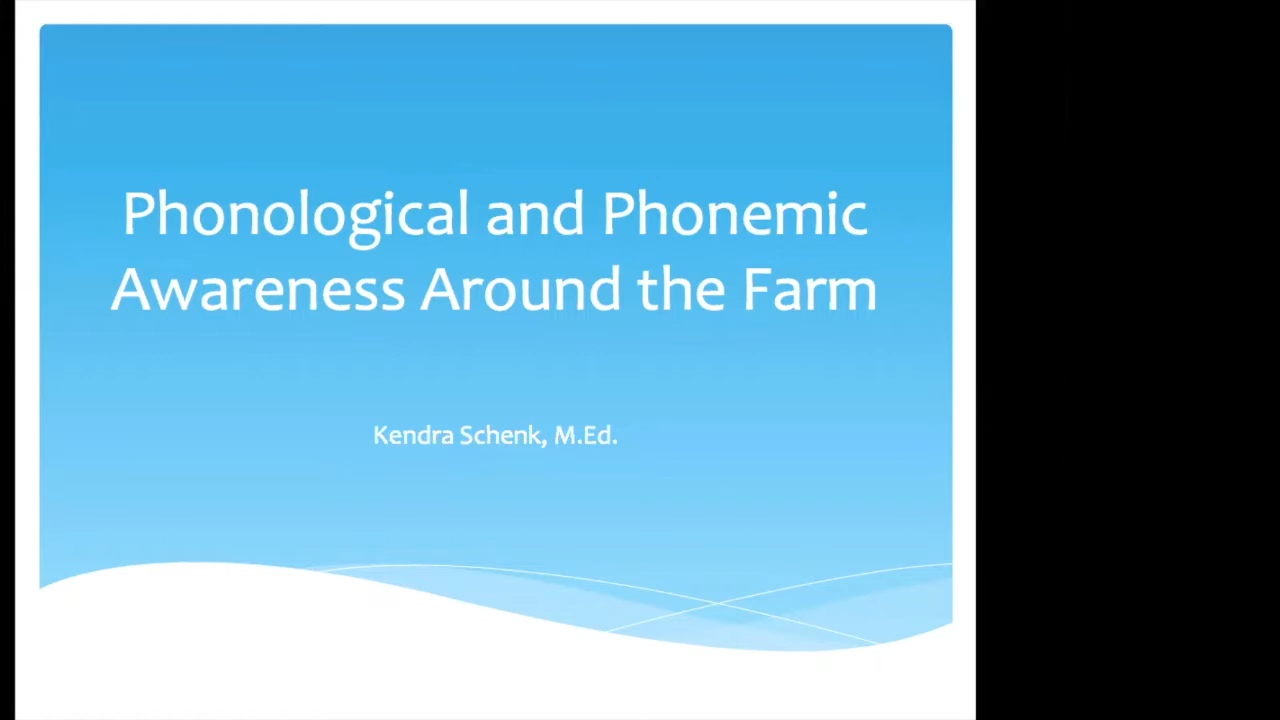 Phonological and Phonemic
Awareness Around the Farm
Kendra Schenk, M.Ed.